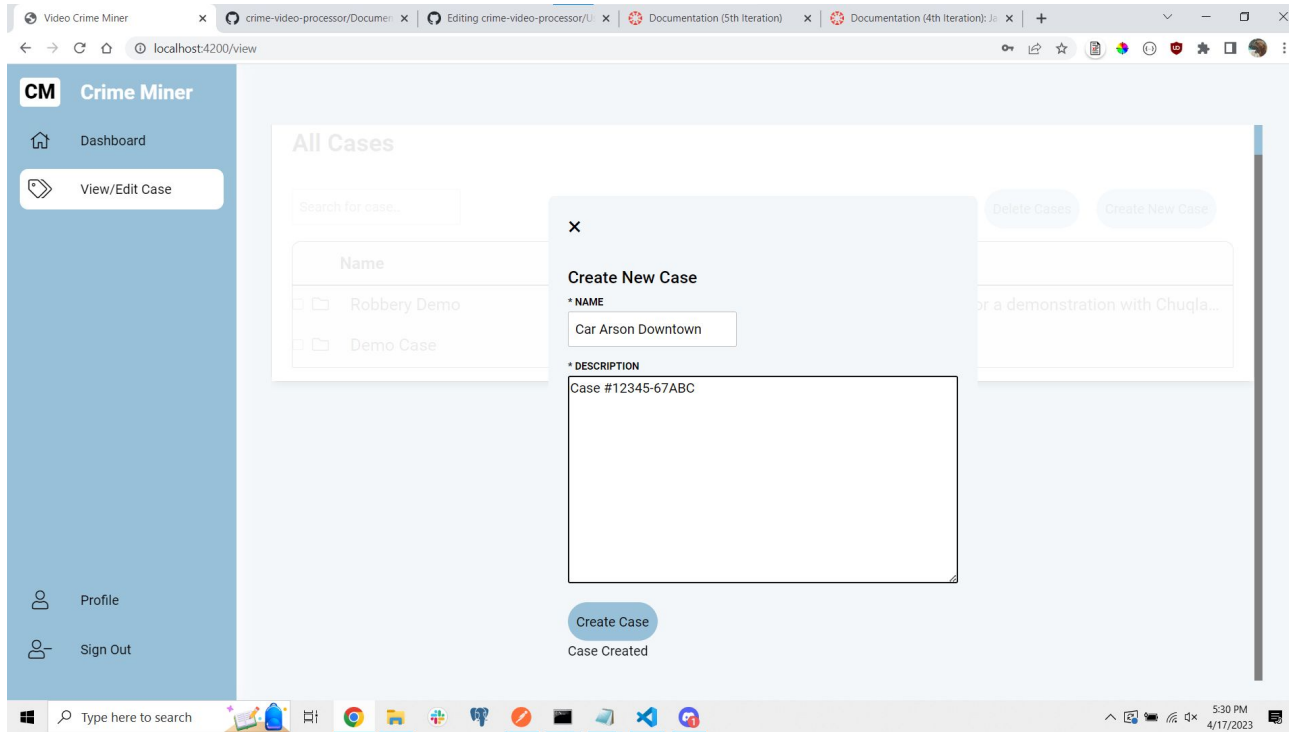 Video Crime Miner
crime-video-processor/Documen
Editing crime-video-processor/U
Documentation (5th Iteration)
Documentation (4th Iteration): Ja
localhost:4200/view
CM Crime Miner
Dashboard
View/Edit Case
Profile
Sign Out
All Cases
Search for case..
Delete Cases
Create New Case
Name
Robbery Demo
or a demonstration with Chuqla...
Demo Case
Create New Case
* NAME
Car Arson Downtown
* DESCRIPTION
Case #12345-67ABC
Create Case
Case Created
Type here to search
5:30 PM
4/17/2023